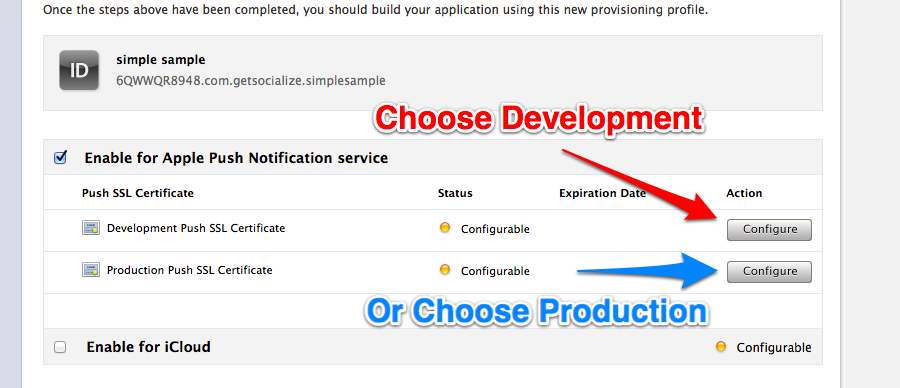 Once the steps above have been completed, you should build your application using this new provisioning profile.
ID
simple sample
6QWWQR8948.com.getsocialize.simplesample
Choose Development
Enable for Apple Push Notification service
Push SSL Certificate Status Expiration Date Action
Development Push SSL Certificate Configurable Configure
Production Push SSL Certificate Configurable Configure
Or Choose Production
Enable for iCloud Configurable